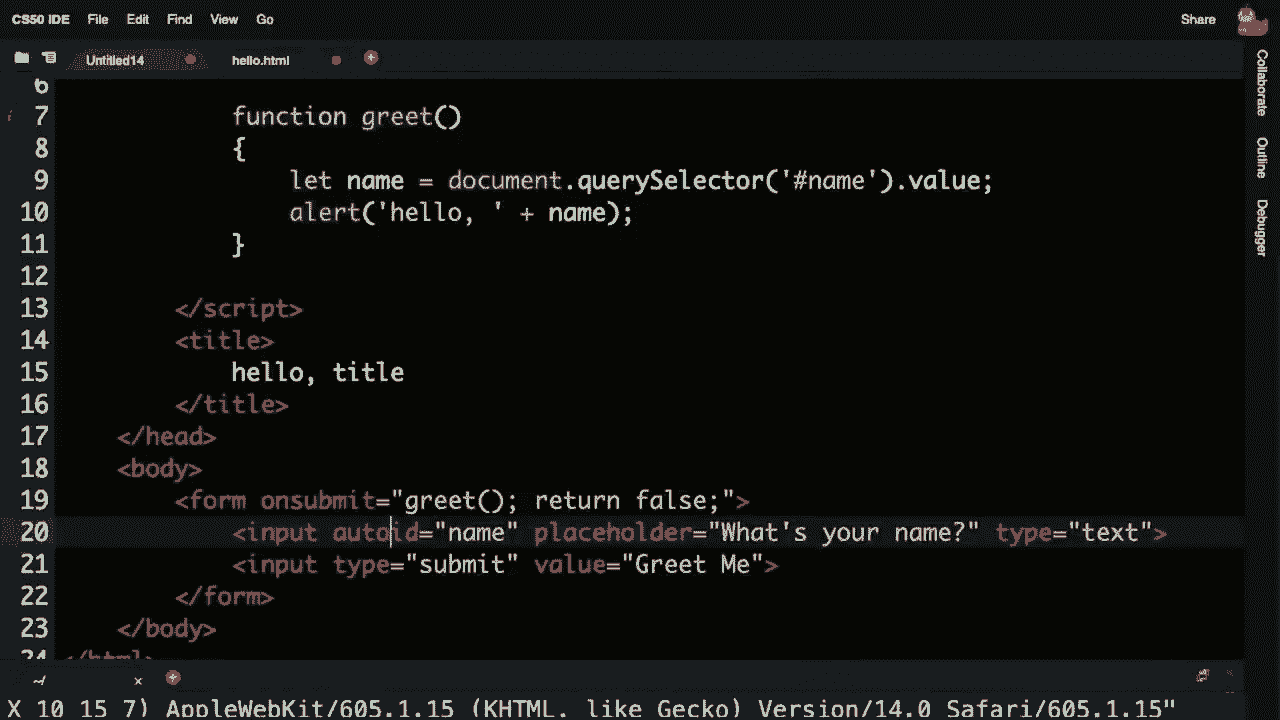 CS50 IDE File Edit Find View Go Share
Untitled14 hello.html
6
7 function greet()
8 {
9 let name = document.querySelector('#name').value;
10 alert('hello, ' + name);
11 }
12
13 </script>
14 <title>
15 hello, title
16 </title>
17 </head>
18 <body>
19 <form onsubmit="greet(); return false;">
20 <input autoid="name" placeholder="What's your name?" type="text">
21 <input type="submit" value="Greet Me">
22 </form>
23 </body>
24 </html>
Collaborate
Outline
Debugger
~/
X 10_15_7) AppleWebKit/605.1.15 (KHTML, like Gecko) Version/14.0 Safari/605.1.15"